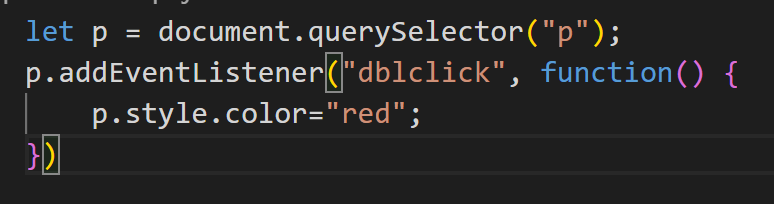 let p = document.querySelector("p");
p.addEventListener("dblclick", function() {
    p.style.color="red";
})